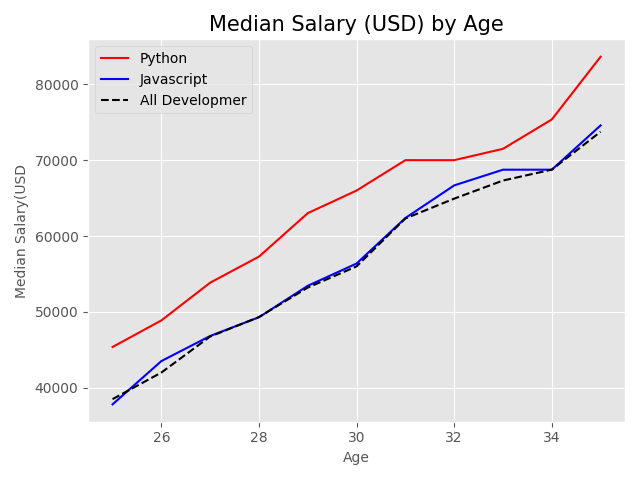 Median Salary (USD) by Age
Python
Javascript
All Developmer
80000
70000
60000
50000
40000
Median Salary(USD
26 28 30 32 34
Age